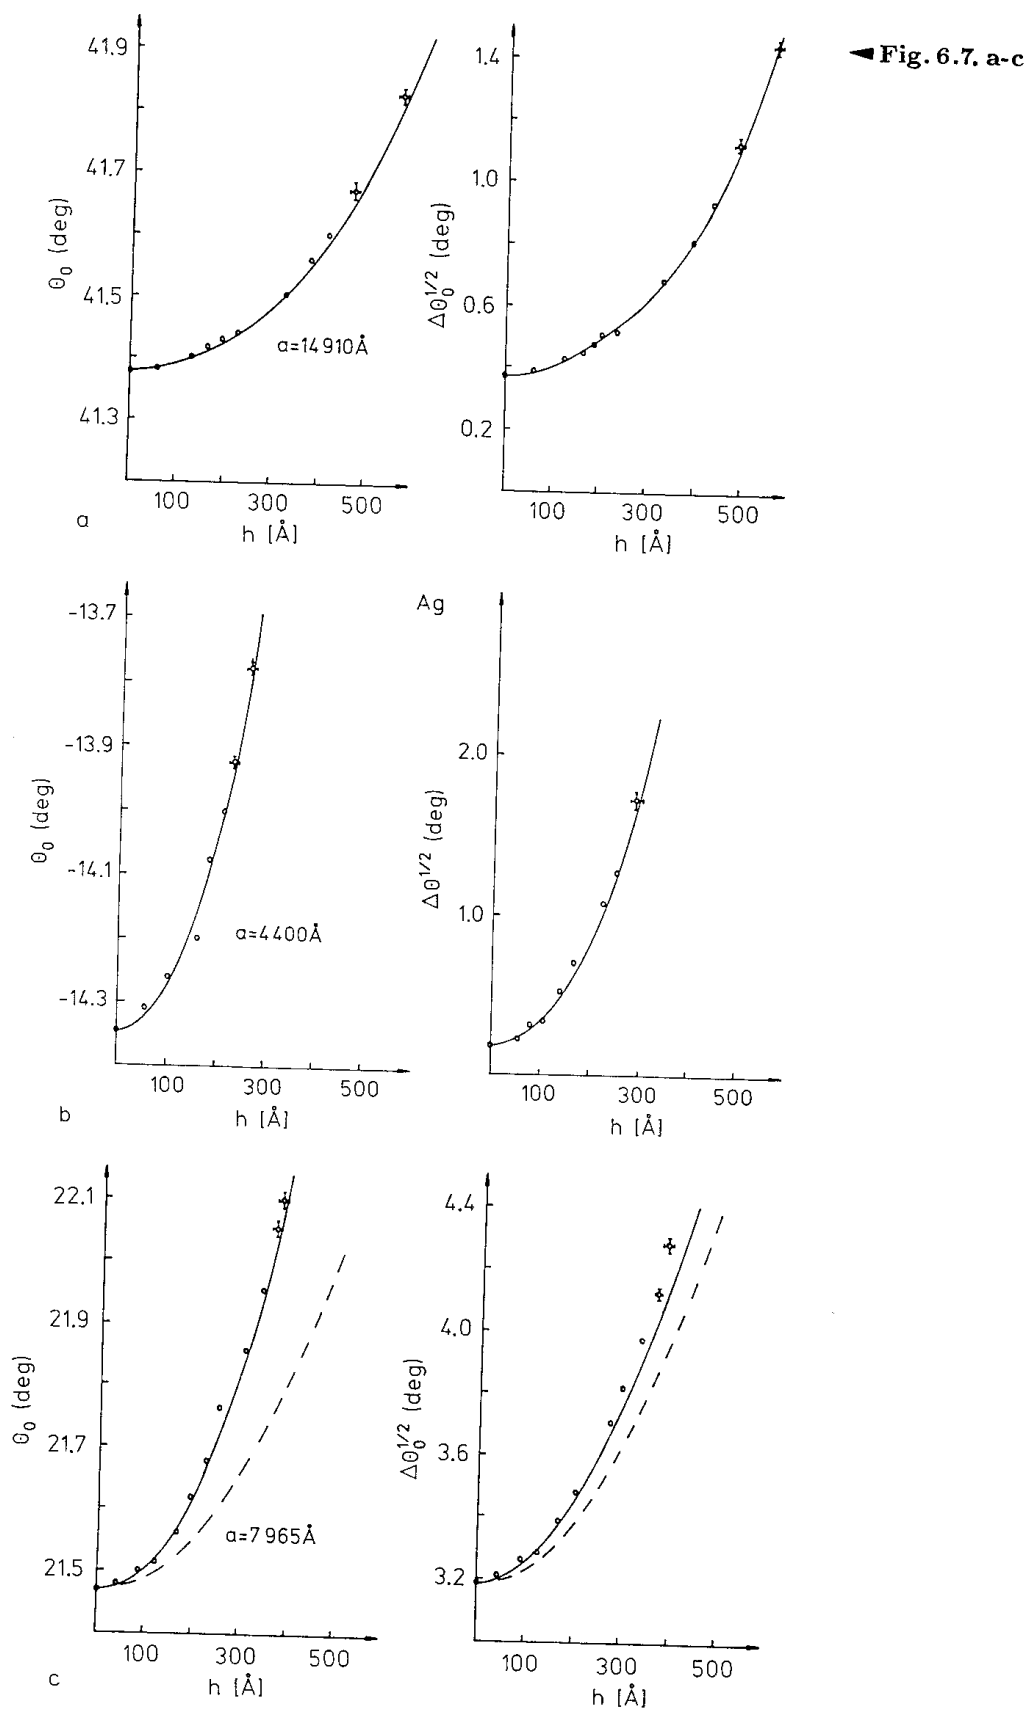 ◄ Fig. 6.7. a-c
41.9
41.7
41.5
41.3
Θ₀ (deg)
a=14910Å
100 300 500
h [Å]
a
1.4
1.0
0.6
0.2
ΔΘ₀^1/2 (deg)
100 300 500
h [Å]
-13.7
-13.9
-14.1
-14.3
Θ₀ (deg)
a=4400Å
100 300 500
h [Å]
b
Ag
2.0
1.0
ΔΘ^1/2 (deg)
100 300 500
h [Å]
22.1
21.9
21.7
21.5
Θ₀ (deg)
a=7965Å
100 300 500
h [Å]
c
4.4
4.0
3.6
3.2
ΔΘ₀^1/2 (deg)
100 300 500
h [Å]